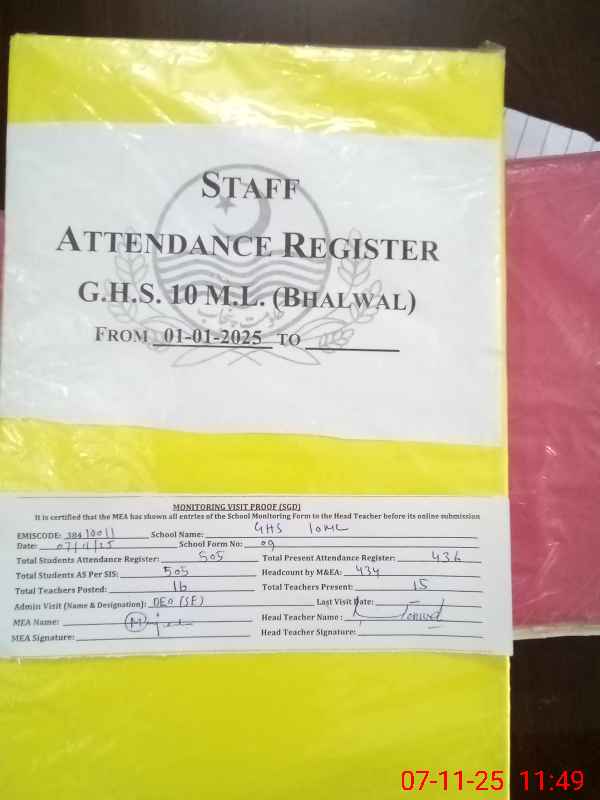 STAFF
ATTENDANCE REGISTER
G.H.S. 10 M.L. (BHALWAL)
FROM 01-01-2025 TO
MONITORING VISIT PROOF (SGD)
It is certified that the MEA has shown all entries of the School Monitoring Form to the Head Teacher before its online submission
EMISCODE: 38410011 School Name: GHS 10ML
Date: 07/11/25 School Form No: 09
Total Students Attendance Register: 505 Total Present Attendance Register: 436
Total Students AS Per SIS: 505 Headcount by M&EA: 434
Total Teachers Posted: 16 Total Teachers Present: 15
Admin Visit (Name & Designation): DEO (SE) Last Visit Date:
MEA Name: Head Teacher Name:
MEA Signature: Head Teacher Signature:
07-11-25 11:49